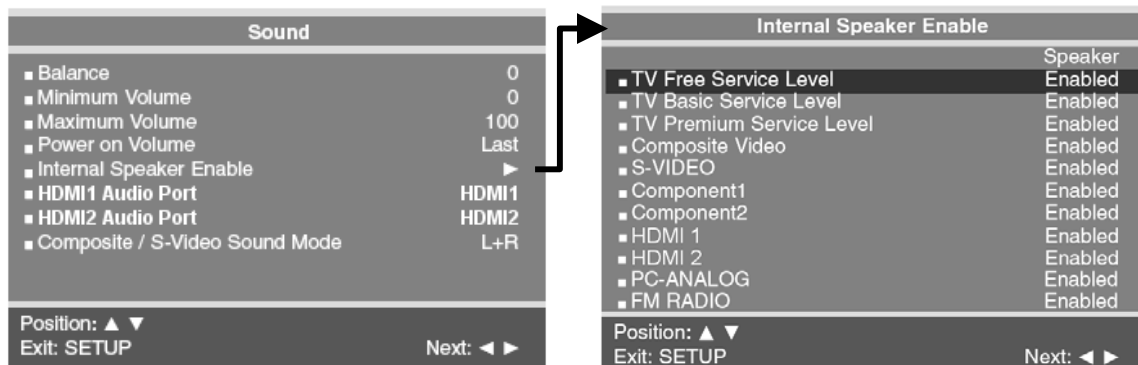 Sound
Balance 0
Minimum Volume 0
Maximum Volume 100
Power on Volume Last
Internal Speaker Enable ►
HDMI1 Audio Port HDMI1
HDMI2 Audio Port HDMI2
Composite / S-Video Sound Mode L+R
Position: ▲ ▼
Exit: SETUP Next: ◄ ►
Internal Speaker Enable
Speaker
TV Free Service Level Enabled
TV Basic Service Level Enabled
TV Premium Service Level Enabled
Composite Video Enabled
S-VIDEO Enabled
Component1 Enabled
Component2 Enabled
HDMI 1 Enabled
HDMI 2 Enabled
PC-ANALOG Enabled
FM RADIO Enabled
Position: ▲ ▼
Exit: SETUP Next: ◄ ►